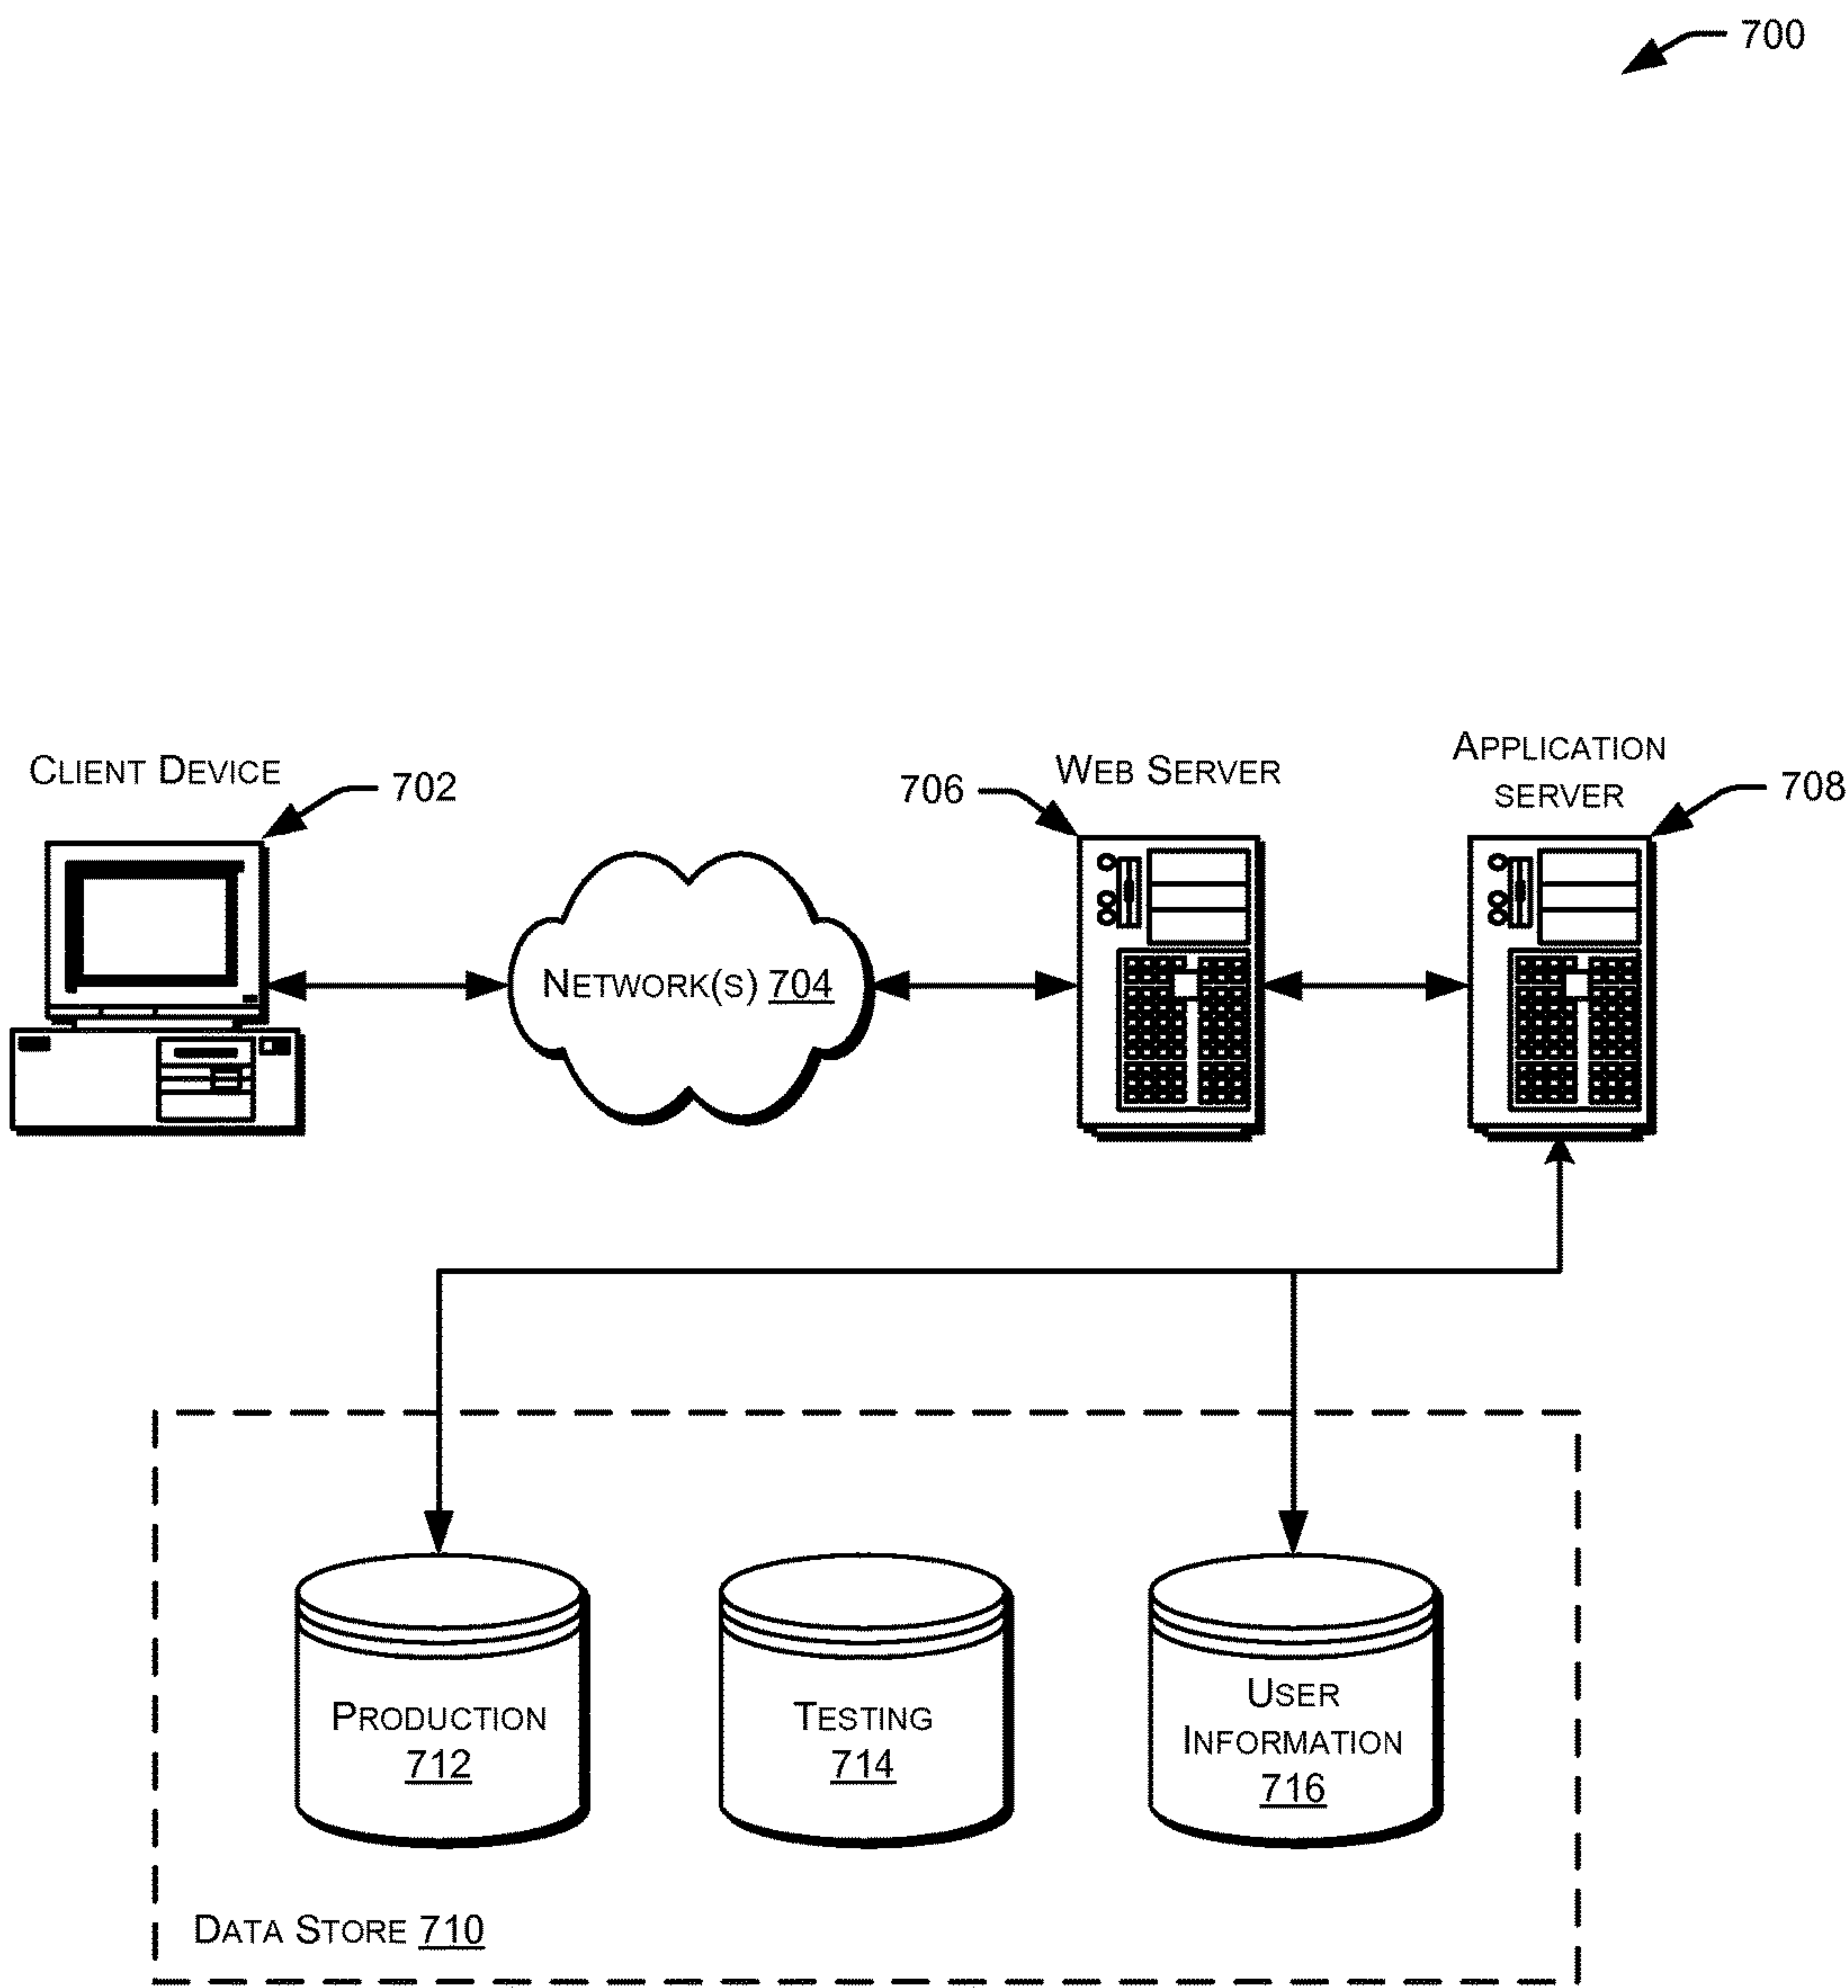 700
CLIENT DEVICE
702
706
WEB SERVER
APPLICATION
SERVER
708
NETWORK(S) 704
PRODUCTION
712
TESTING
714
USER
INFORMATION
716
DATA STORE 710